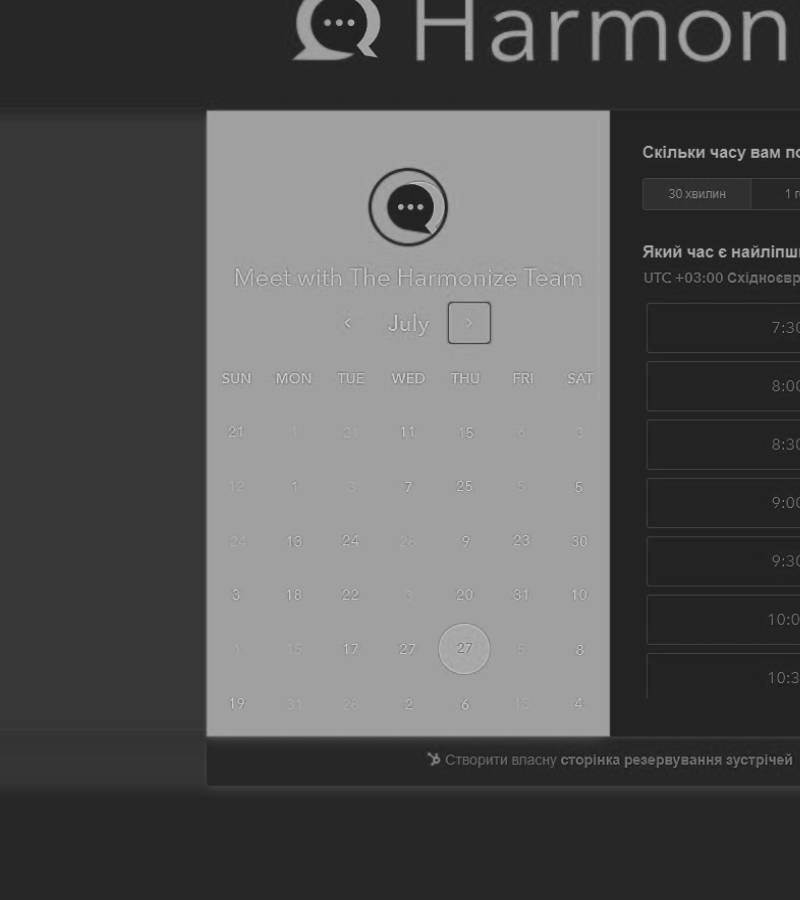 Harmon
Meet with The Harmonize Team
July
SUN MON TUE WED THU FRI SAT
21 1 21 11 15 6 3
12 1 3 7 25 5 5
24 13 24 28 9 23 30
3 18 22 3 20 31 10
1 15 17 27 27 5 8
19 31 28 2 6 13 4
Скільки часу вам по
30 хвилин 1 г
Який час є найліпш
UTC +03:00 Східноєвр
7:30
8:00
8:30
9:00
9:30
10:0
10:3
Створити власну сторінка резервування зустрічей